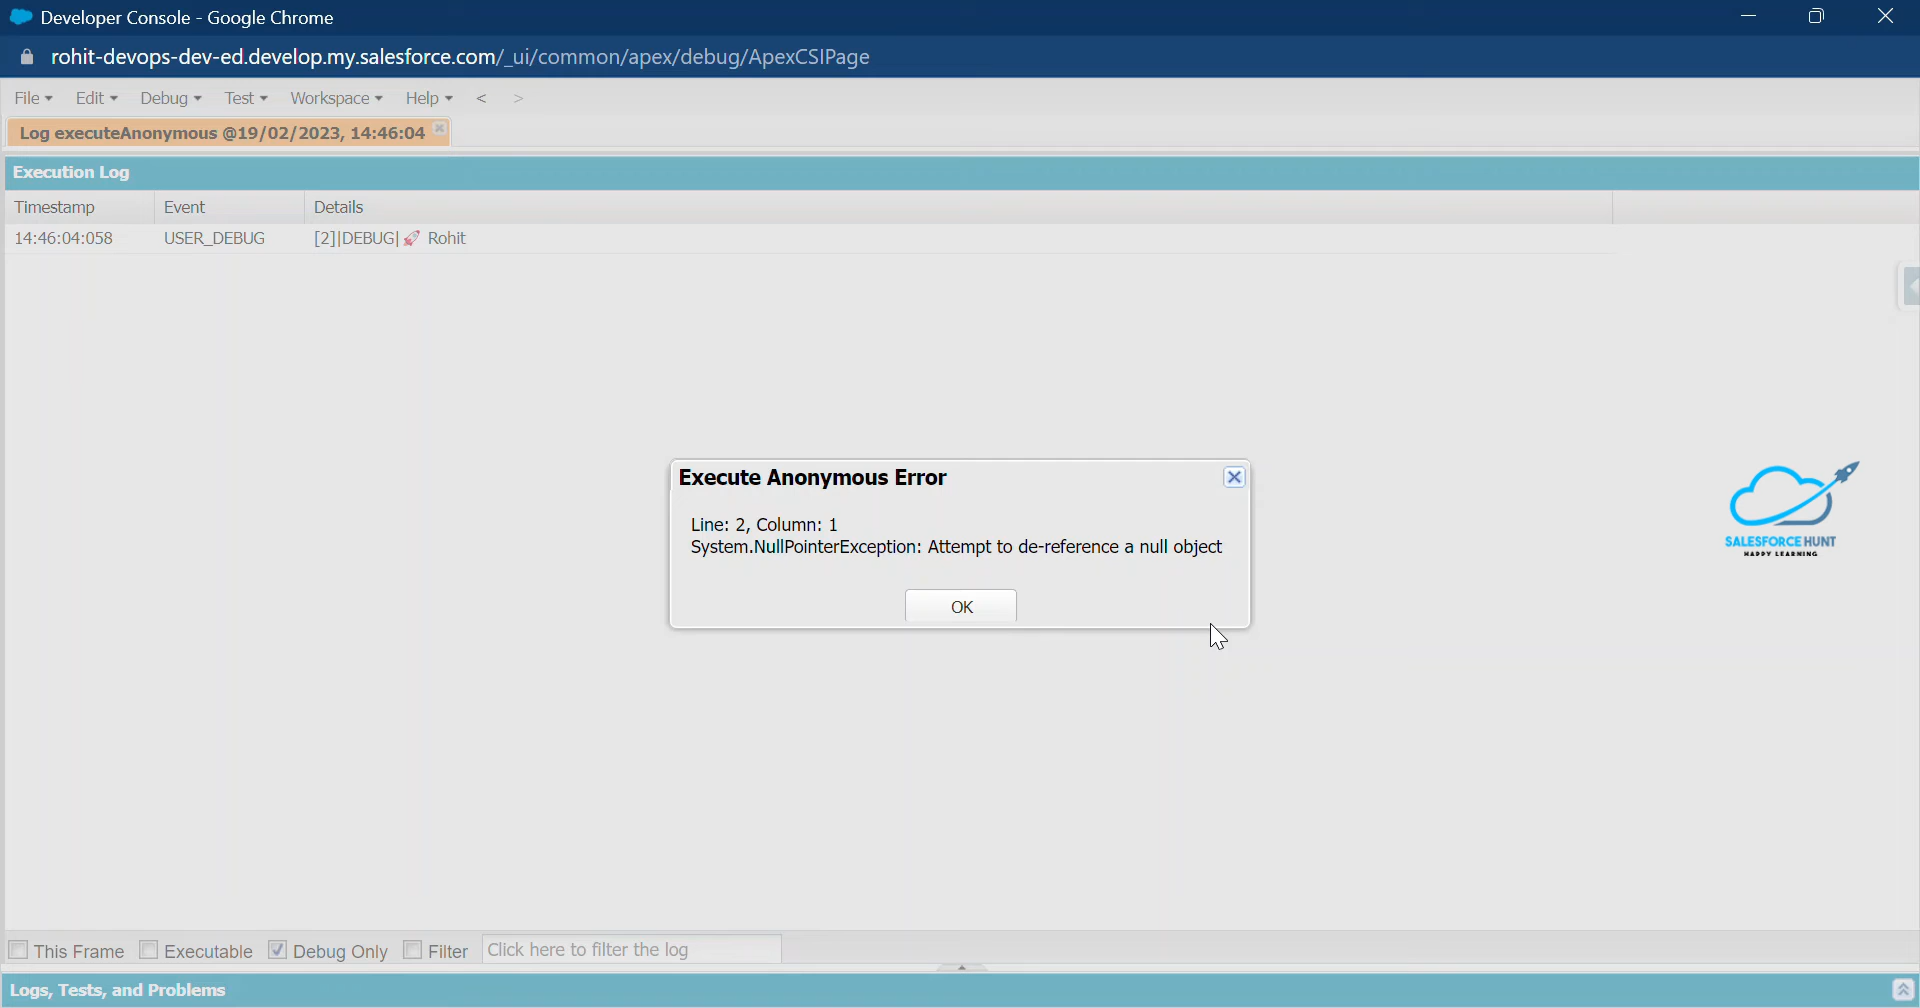 Developer Console - Google Chrome
rohit-devops-dev-ed.develop.my.salesforce.com/_ui/common/apex/debug/ApexCSIPage
File Edit Debug Test Workspace Help < >
Log executeAnonymous @19/02/2023, 14:46:04
Execution Log
Timestamp Event Details
14:46:04:058 USER_DEBUG [2]|DEBUG|🚀 Rohit
Execute Anonymous Error
Line: 2, Column: 1
System.NullPointerException: Attempt to de-reference a null object
OK
SALESFORCE HUNT
HAPPY LEARNING
This Frame Executable Debug Only Filter Click here to filter the log
Logs, Tests, and Problems